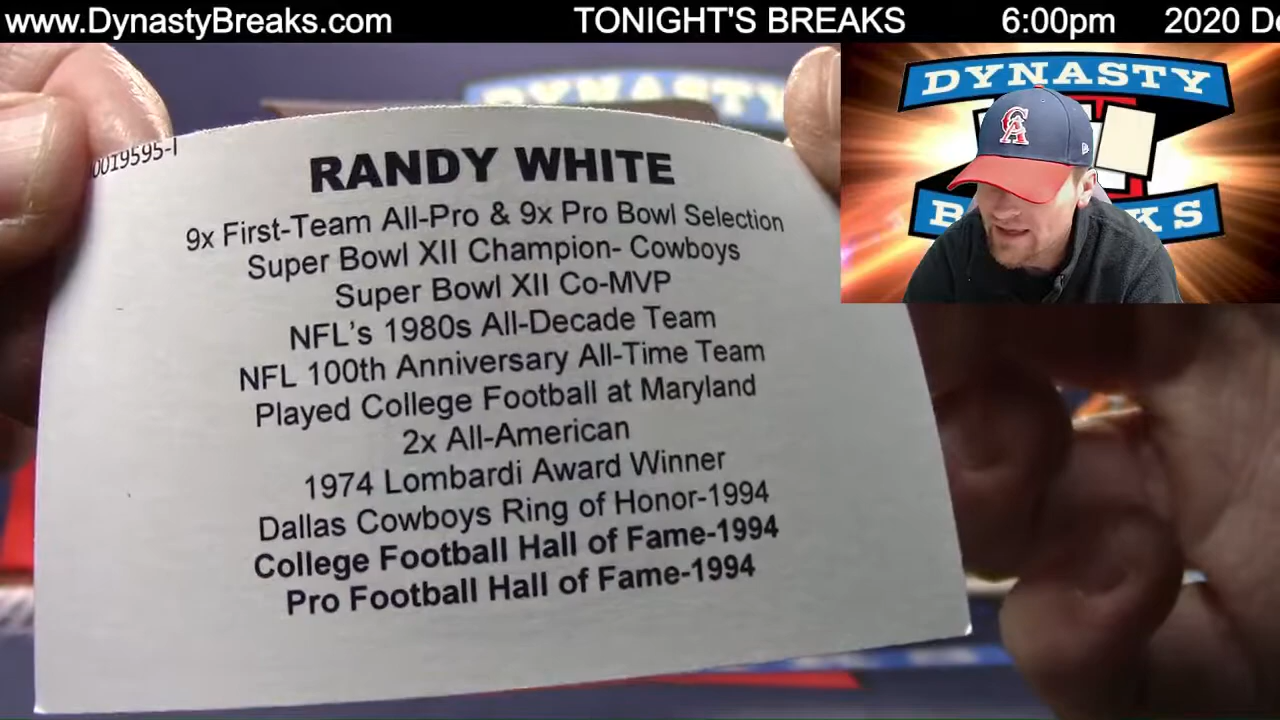 www.DynastyBreaks.com TONIGHT'S BREAKS 6:00pm 2020
DYNASTY
CA
0019595-I
RANDY WHITE
9x First-Team All-Pro & 9x Pro Bowl Selection
Super Bowl XII Champion- Cowboys
Super Bowl XII Co-MVP
NFL's 1980s All-Decade Team
NFL 100th Anniversary All-Time Team
Played College Football at Maryland
2x All-American
1974 Lombardi Award Winner
Dallas Cowboys Ring of Honor-1994
College Football Hall of Fame-1994
Pro Football Hall of Fame-1994